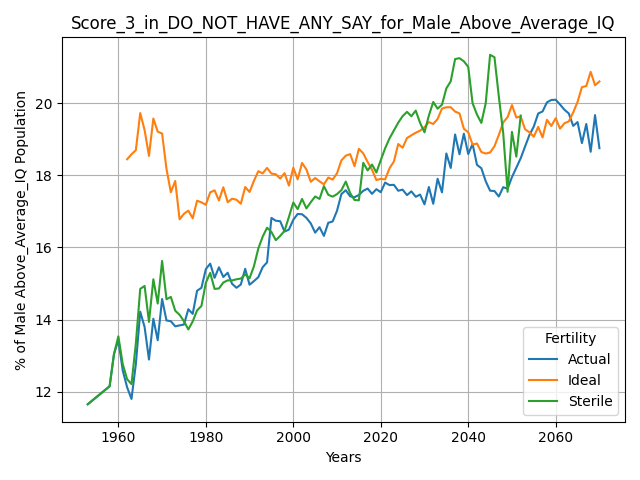 Score_3_in_DO_NOT_HAVE_ANY_SAY_for_Male_Above_Average_IQ
% of Male Above_Average_IQ Population
20
18
16
14
12
1960 1980 2000 2020 2040 2060
Years
Fertility
Actual
Ideal
Sterile